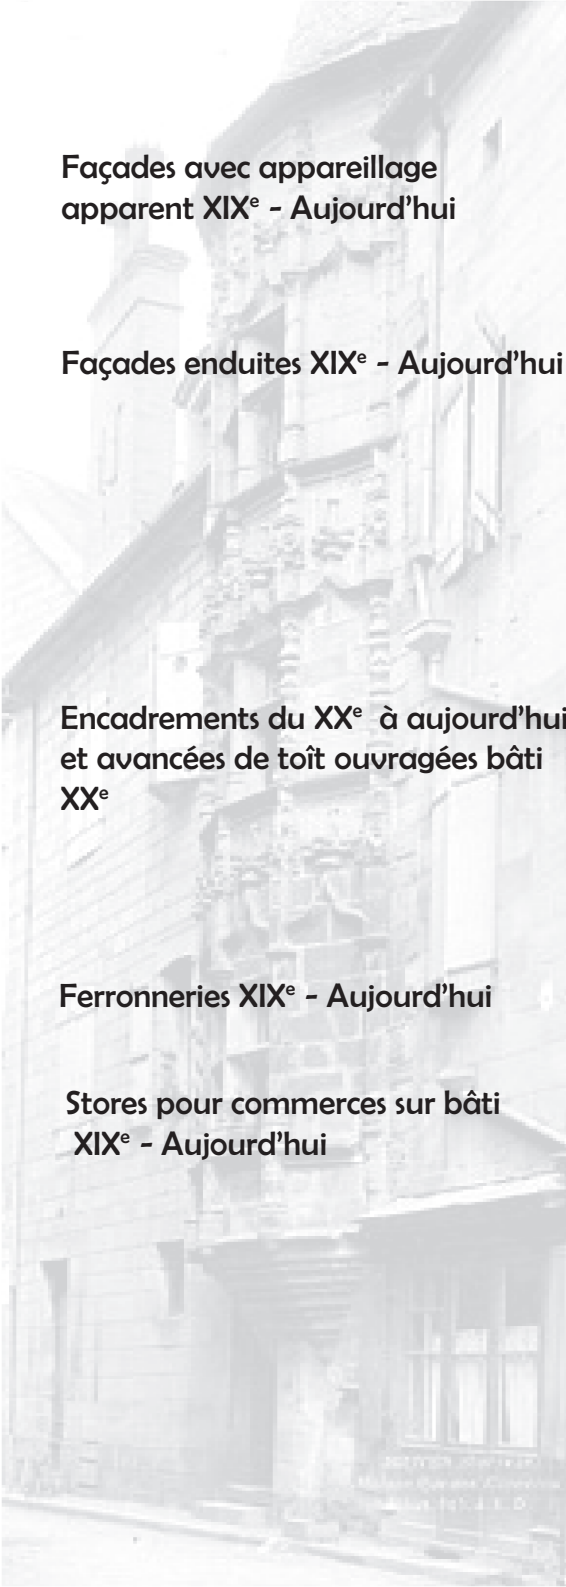 Façades avec appareillage
apparent XIXe - Aujourd'hui
Façades enduites XIXe - Aujourd'hui
Encadrements du XXe à aujourd'hui
et avancées de toît ouvragées bâti
XXe
Ferronneries XIXe - Aujourd'hui
Stores pour commerces sur bâti
XIXe - Aujourd'hui